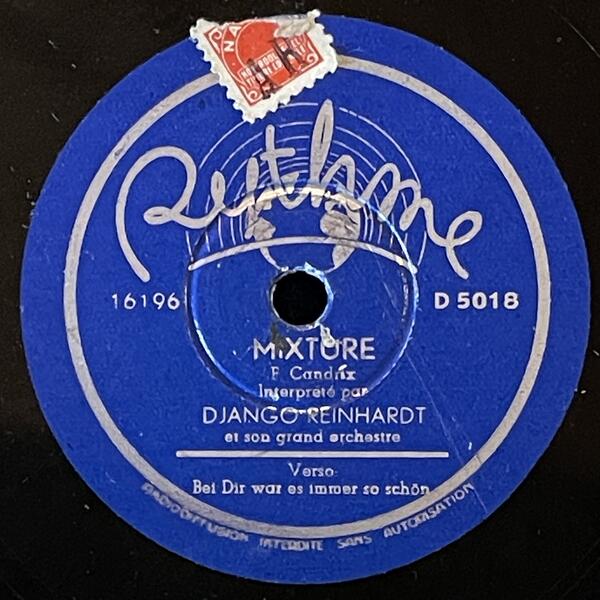 AR
Rythme
16196
D 5018
MIXTURE
F. Candrix
Interprété par
DJANGO REINHARDT
et son grand orchestre
Verso:
Bei Dir war es immer so schön
RADIODIFFUSION INTERDITE SANS AUTORISATION